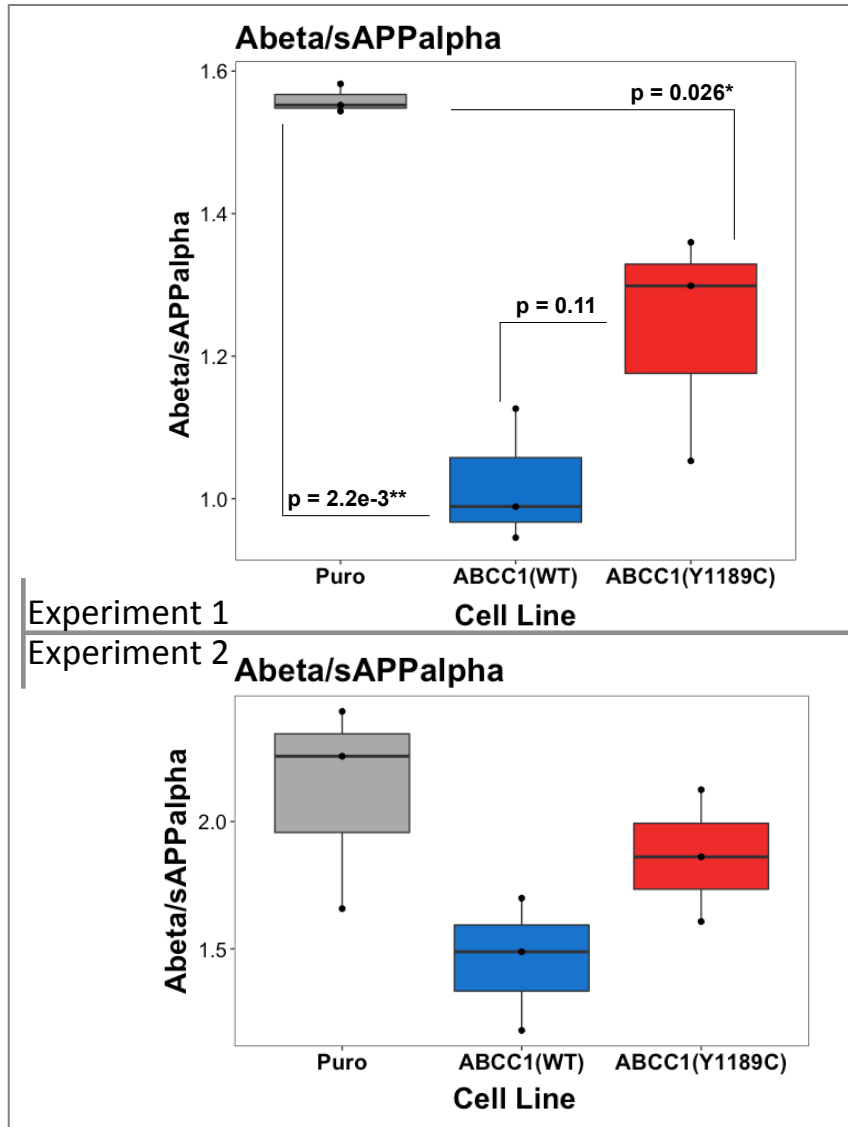 Abeta/sAPPalpha
1.6
1.4
1.2
1.0
Abeta/sAPPalpha
p = 0.026*
p = 0.11
p = 2.2e-3**
Puro
ABCC1(WT)
ABCC1(Y1189C)
Cell Line
Experiment 1
Experiment 2
Abeta/sAPPalpha
2.0
1.5
Abeta/sAPPalpha
Puro
ABCC1(WT)
ABCC1(Y1189C)
Cell Line